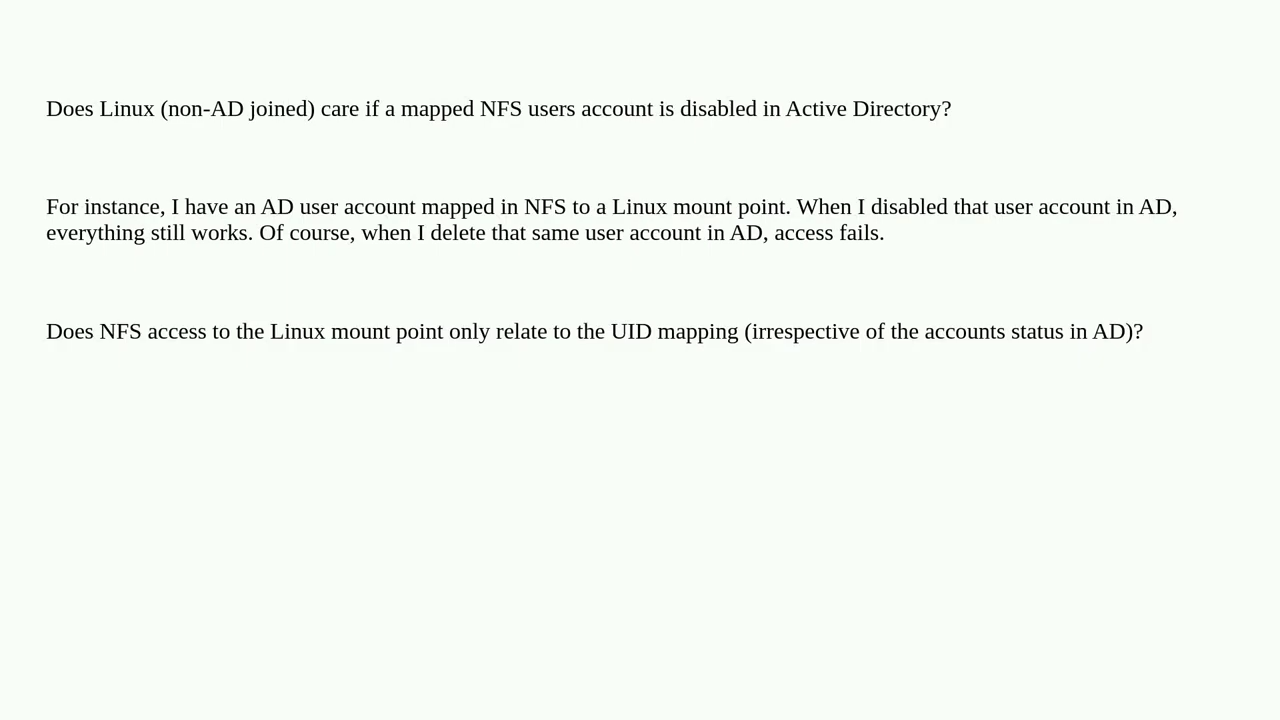 Does Linux (non-AD joined) care if a mapped NFS users account is disabled in Active Directory?
For instance, I have an AD user account mapped in NFS to a Linux mount point. When I disabled that user account in AD,
everything still works. Of course, when I delete that same user account in AD, access fails.
Does NFS access to the Linux mount point only relate to the UID mapping (irrespective of the accounts status in AD)?